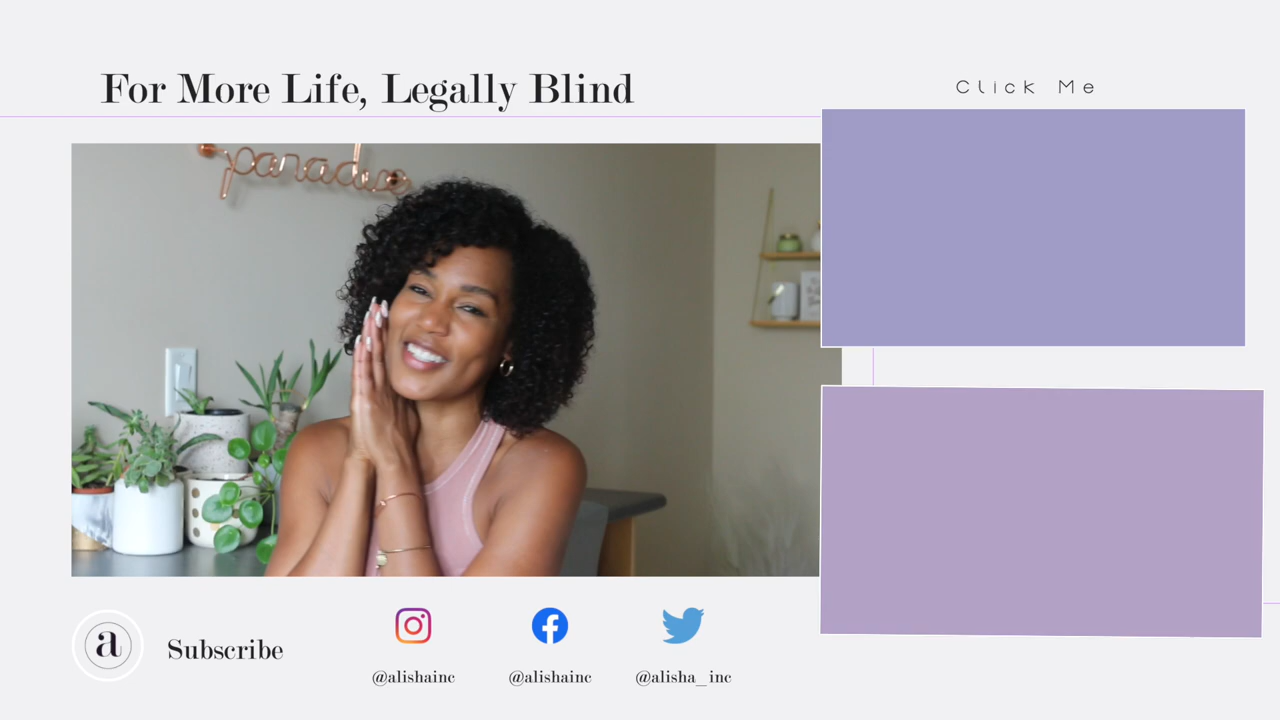 For More Life, Legally Blind
Click Me
paradise
a
Subscribe
@alishainc
@alishainc
@alisha_inc